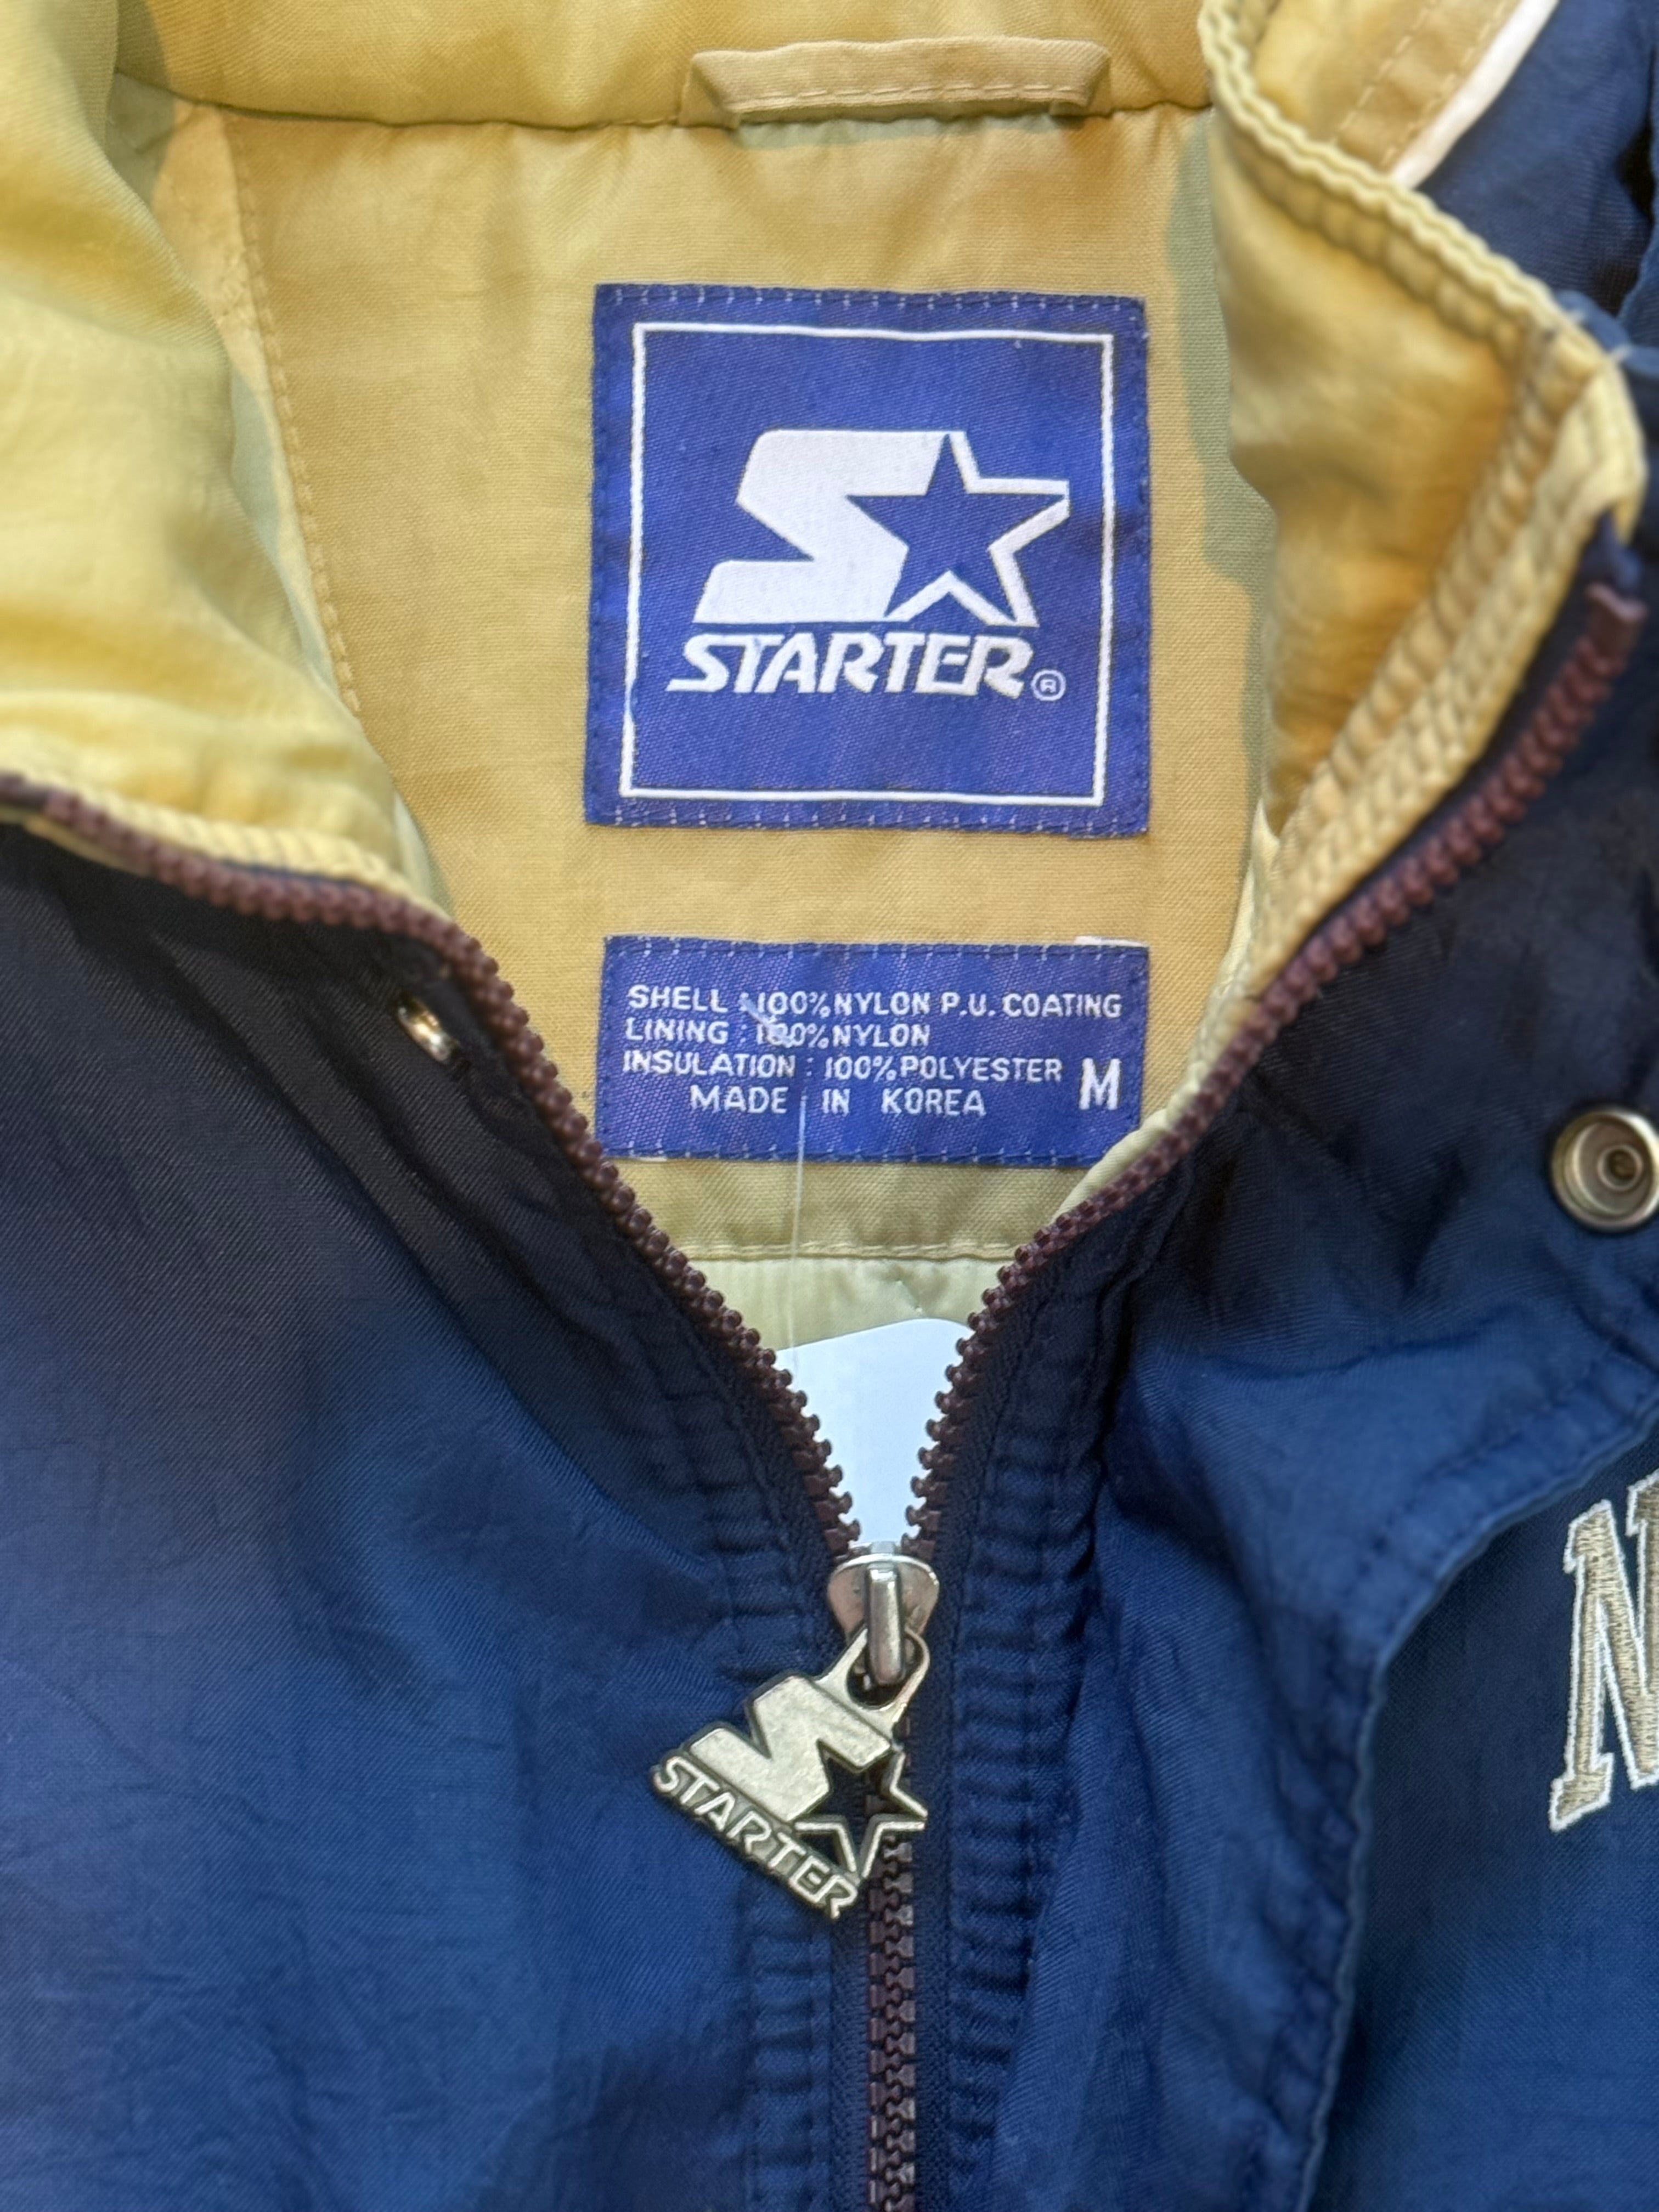 STARTER®
SHELL : 100% NYLON P.U. COATING
LINING : 100% NYLON
INSULATION : 100% POLYESTER M
MADE IN KOREA
N
STARTER